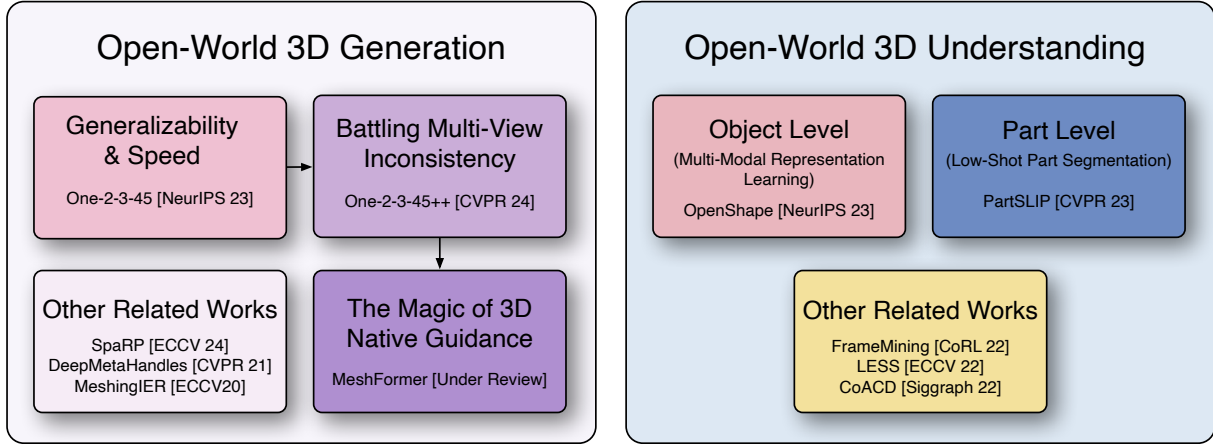 Open-World 3D Generation
Generalizability
& Speed
One-2-3-45 [NeurIPS 23]
Battling Multi-View
Inconsistency
One-2-3-45++ [CVPR 24]
Other Related Works
SpaRP [ECCV 24]
DeepMetaHandles [CVPR 21]
MeshingIER [ECCV20]
The Magic of 3D
Native Guidance
MeshFormer [Under Review]
Open-World 3D Understanding
Object Level
(Multi-Modal Representation
Learning)
OpenShape [NeurIPS 23]
Part Level
(Low-Shot Part Segmentation)
PartSLIP [CVPR 23]
Other Related Works
FrameMining [CoRL 22]
LESS [ECCV 22]
CoACD [Siggraph 22]